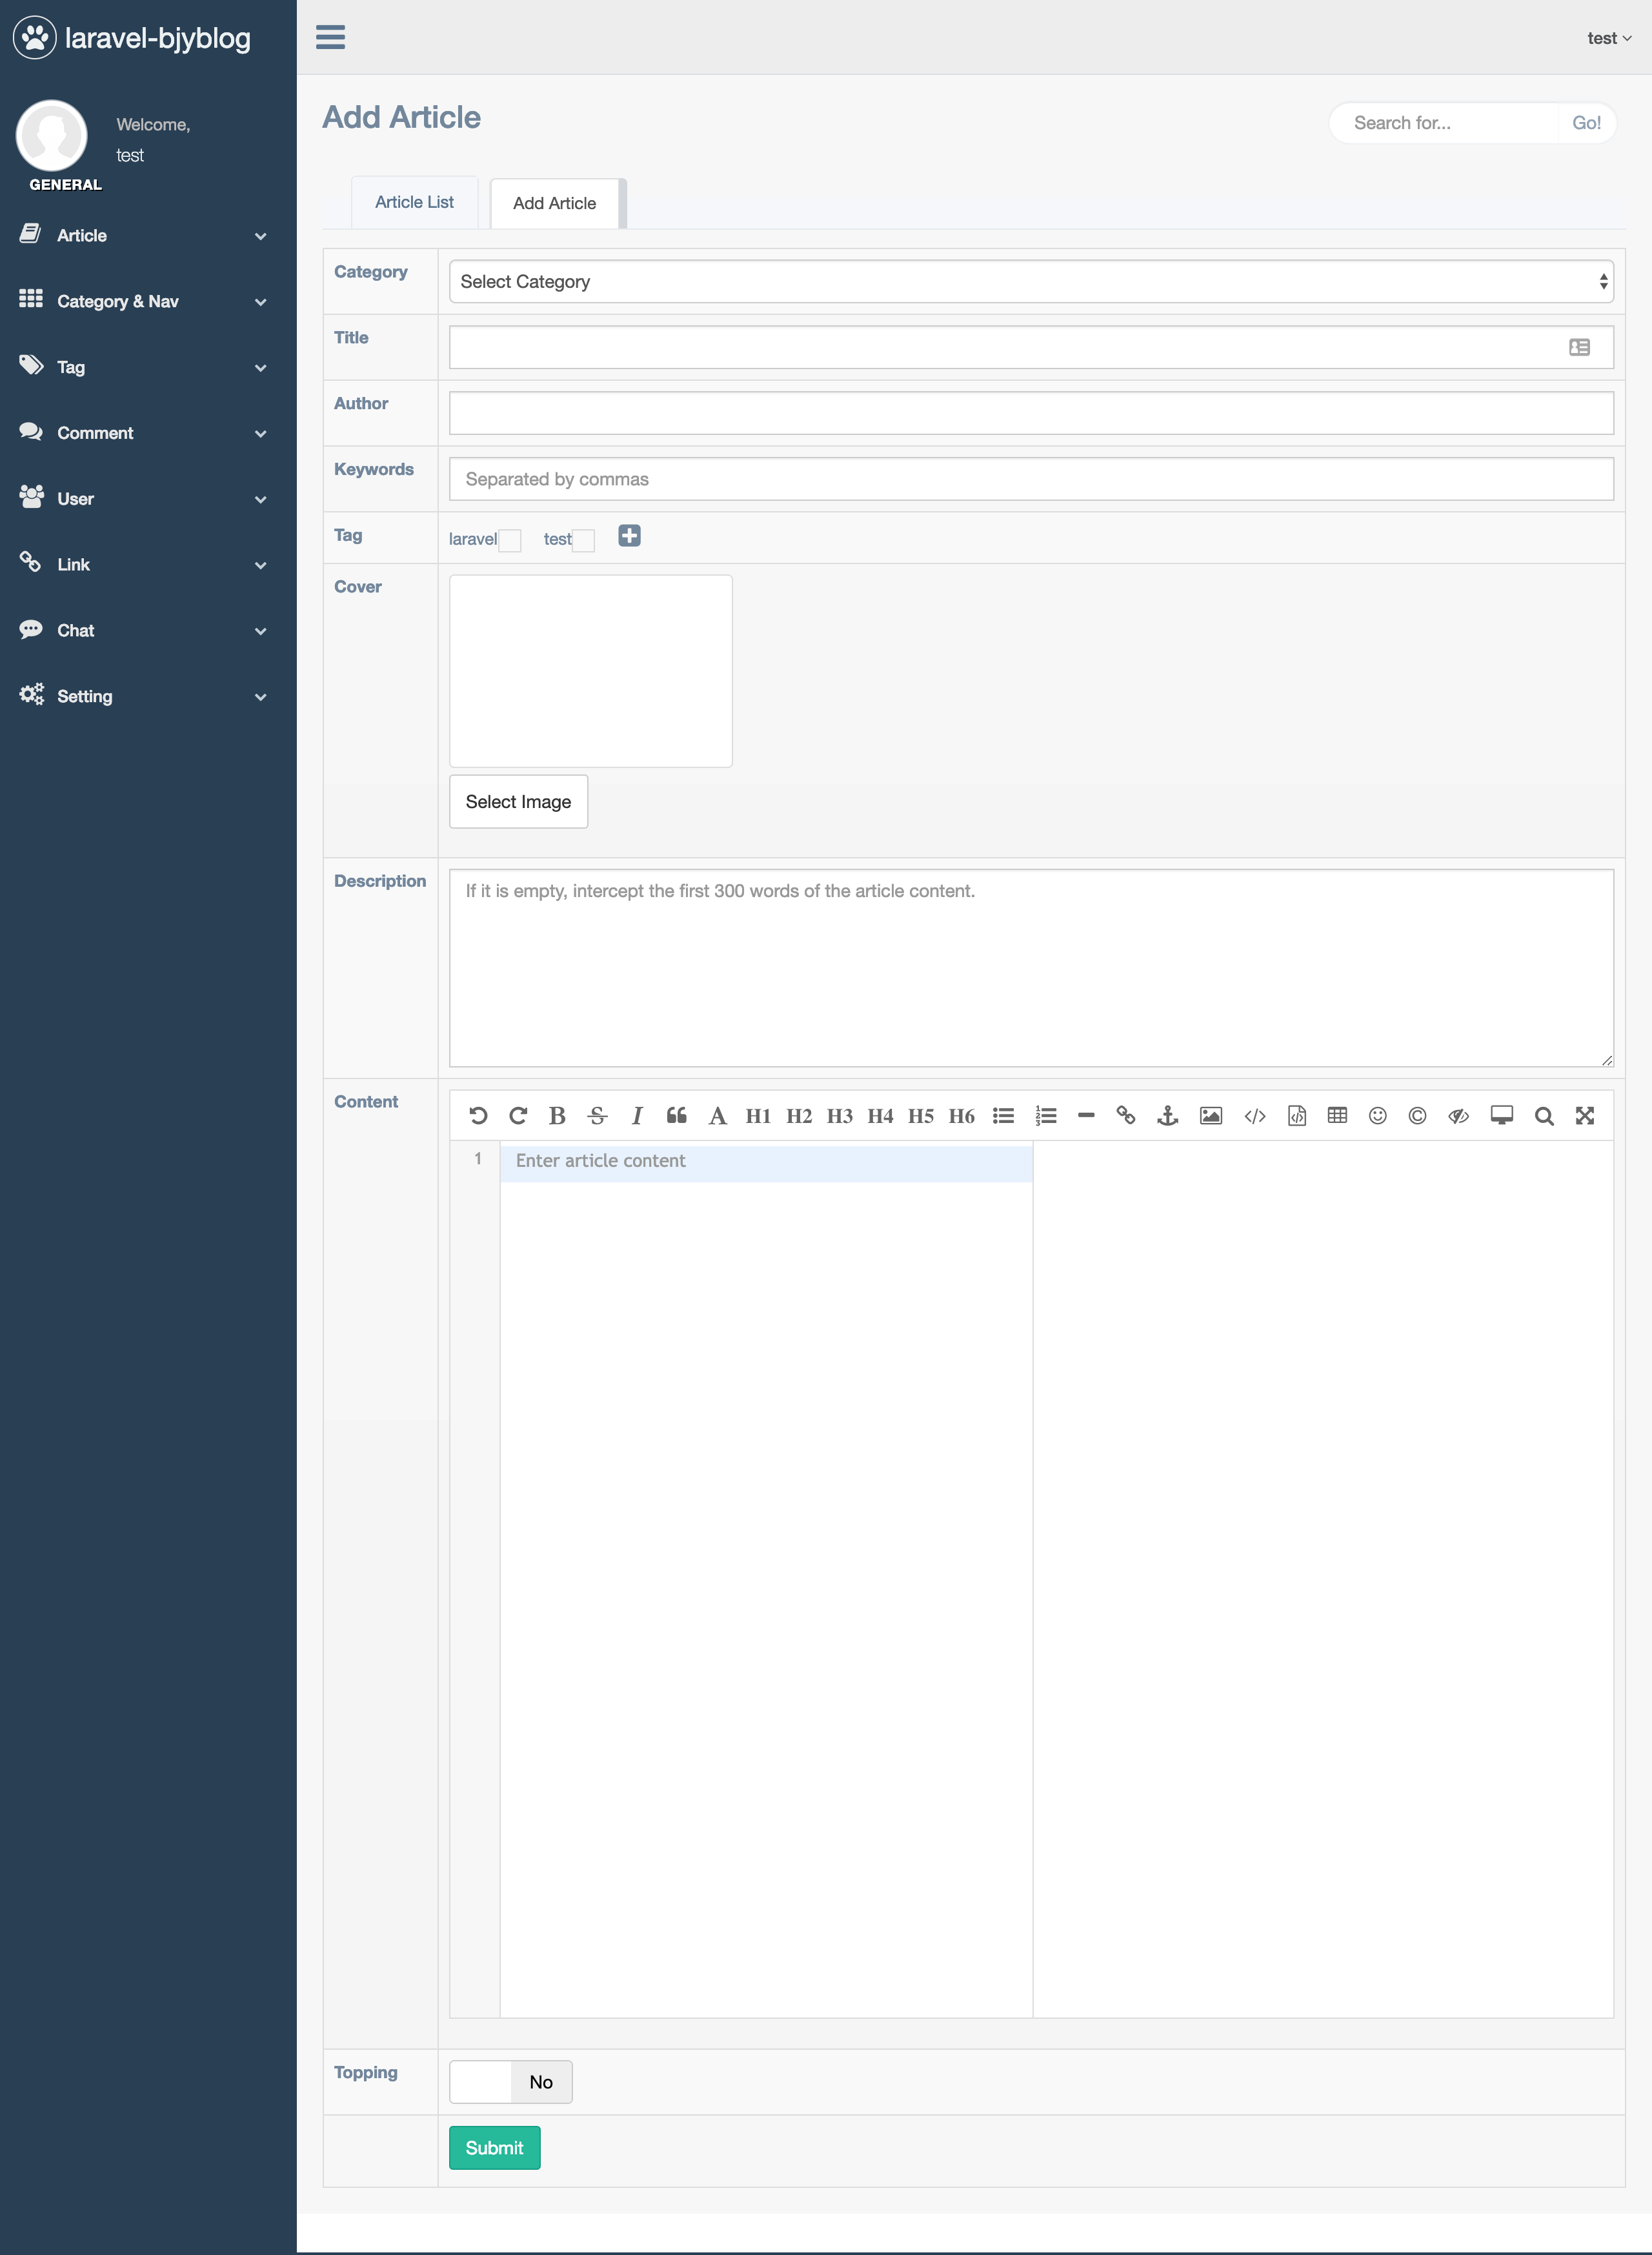 laravel-bjyblog
test
Welcome,
test
GENERAL
Article
Category & Nav
Tag
Comment
User
Link
Chat
Setting
Add Article
Search for...
Go!
Article List
Add Article
Category
Select Category
Title
Author
Keywords
Separated by commas
Tag
laravel
test
Cover
Select Image
Description
If it is empty, intercept the first 300 words of the article content.
Content
B S I A H1 H2 H3 H4 H5 H6
1
Enter article content
Topping
No
Submit